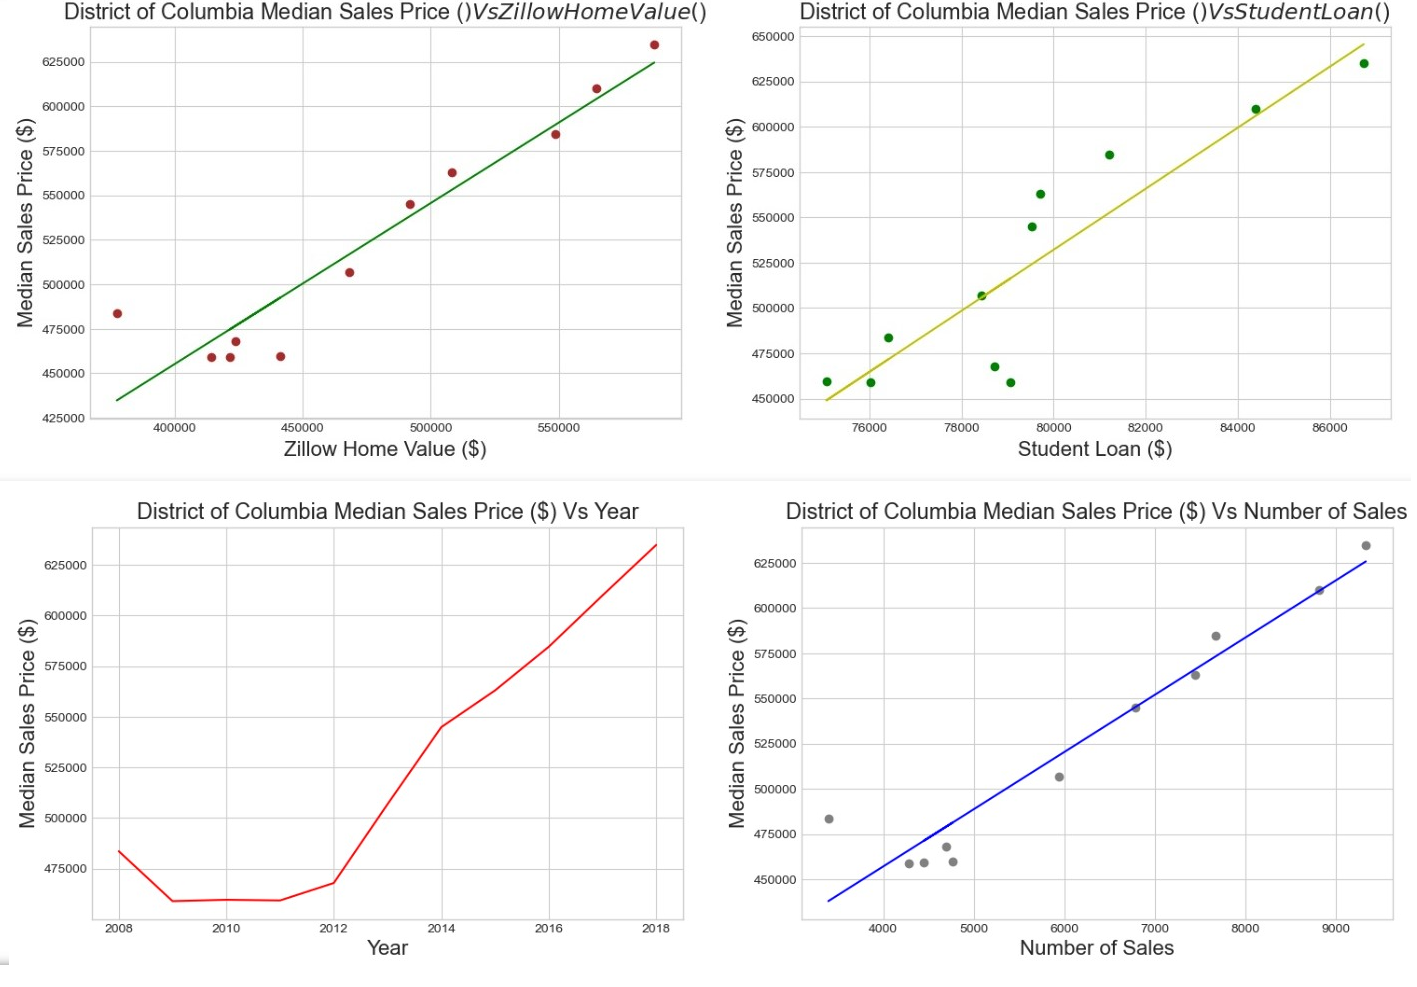 District of Columbia Median Sales Price ()VsZillowHomeValue()
625000
600000
575000
550000
525000
500000
475000
450000
425000
Median Sales Price ($)
400000 450000 500000 550000
Zillow Home Value ($)
District of Columbia Median Sales Price ()VsStudentLoan()
650000
625000
600000
575000
550000
525000
500000
475000
450000
Median Sales Price ($)
76000 78000 80000 82000 84000 86000
Student Loan ($)
District of Columbia Median Sales Price ($) Vs Year
625000
600000
575000
550000
525000
500000
475000
Median Sales Price ($)
2008 2010 2012 2014 2016 2018
Year
District of Columbia Median Sales Price ($) Vs Number of Sales
625000
600000
575000
550000
525000
500000
475000
450000
Median Sales Price ($)
4000 5000 6000 7000 8000 9000
Number of Sales